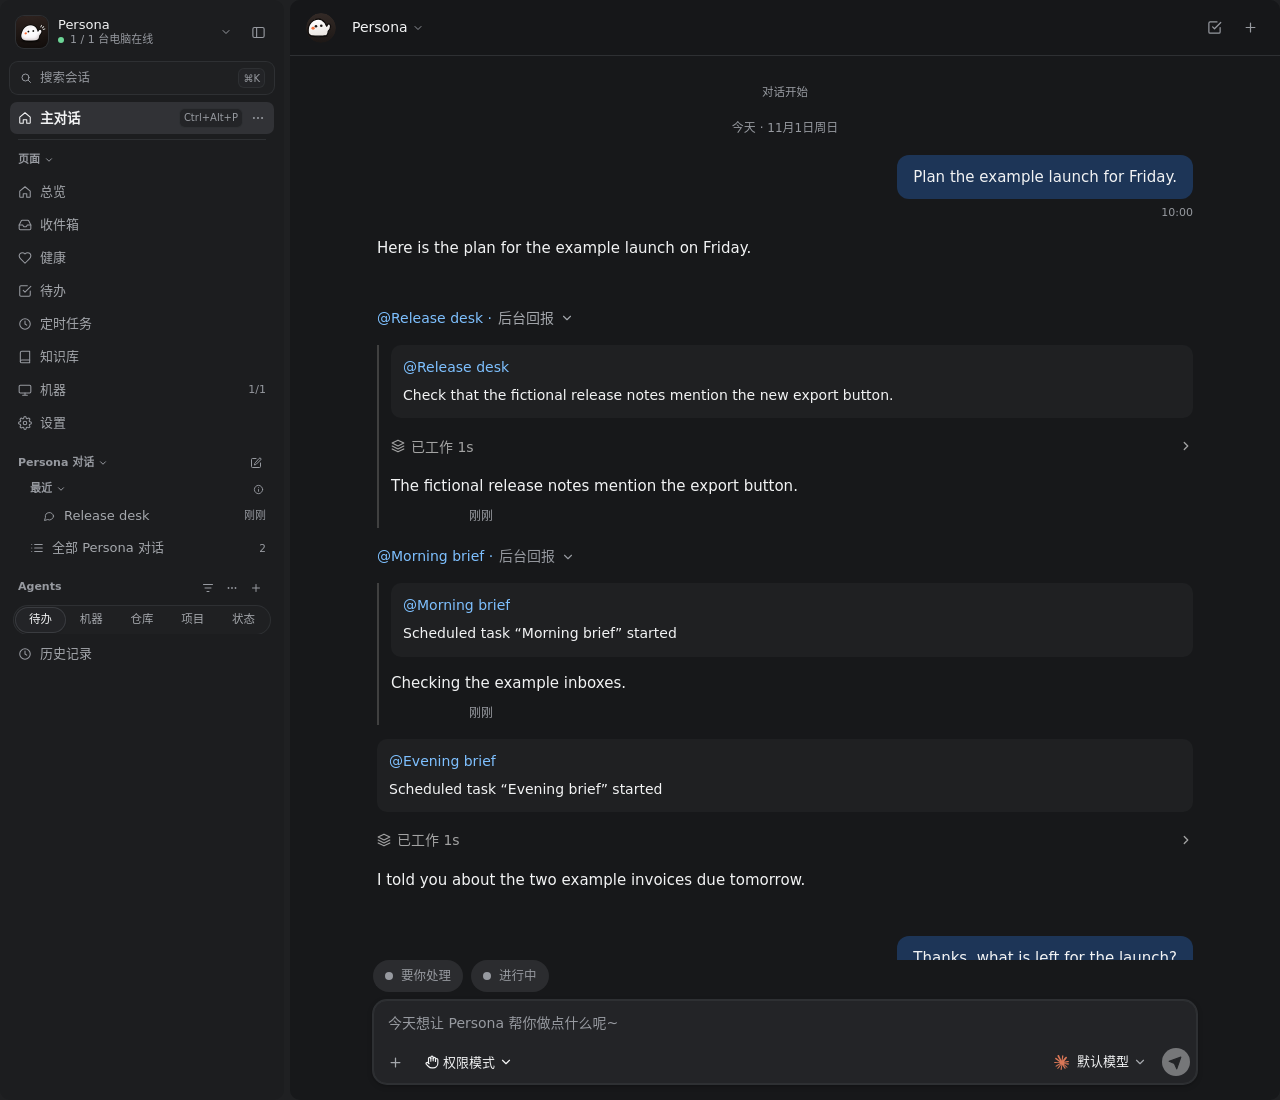 Persona
1 / 1 台电脑在线
搜索会话
⌘K
主对话
Ctrl+Alt+P
页面
总览
收件箱
健康
待办
定时任务
知识库
机器
1/1
设置
Persona 对话
最近
Release desk
刚刚
全部 Persona 对话
2
Agents
待办
机器
仓库
项目
状态
历史记录
Persona
对话开始
今天 · 11月1日周日
Plan the example launch for Friday.
10:00
Here is the plan for the example launch on Friday.
@Release desk · 后台回报
@Release desk
Check that the fictional release notes mention the new export button.
已工作 1s
The fictional release notes mention the export button.
刚刚
@Morning brief · 后台回报
@Morning brief
Scheduled task “Morning brief” started
Checking the example inboxes.
刚刚
@Evening brief
Scheduled task “Evening brief” started
已工作 1s
I told you about the two example invoices due tomorrow.
Thanks, what is left for the launch?
要你处理
进行中
今天想让 Persona 帮你做点什么呢~
权限模式
默认模型